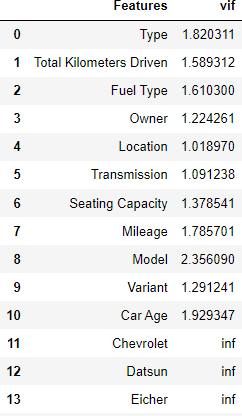 Features vif
0 Type 1.820311
1 Total Kilometers Driven 1.589312
2 Fuel Type 1.610300
3 Owner 1.224261
4 Location 1.018970
5 Transmission 1.091238
6 Seating Capacity 1.378541
7 Mileage 1.785701
8 Model 2.356090
9 Variant 1.291241
10 Car Age 1.929347
11 Chevrolet inf
12 Datsun inf
13 Eicher inf